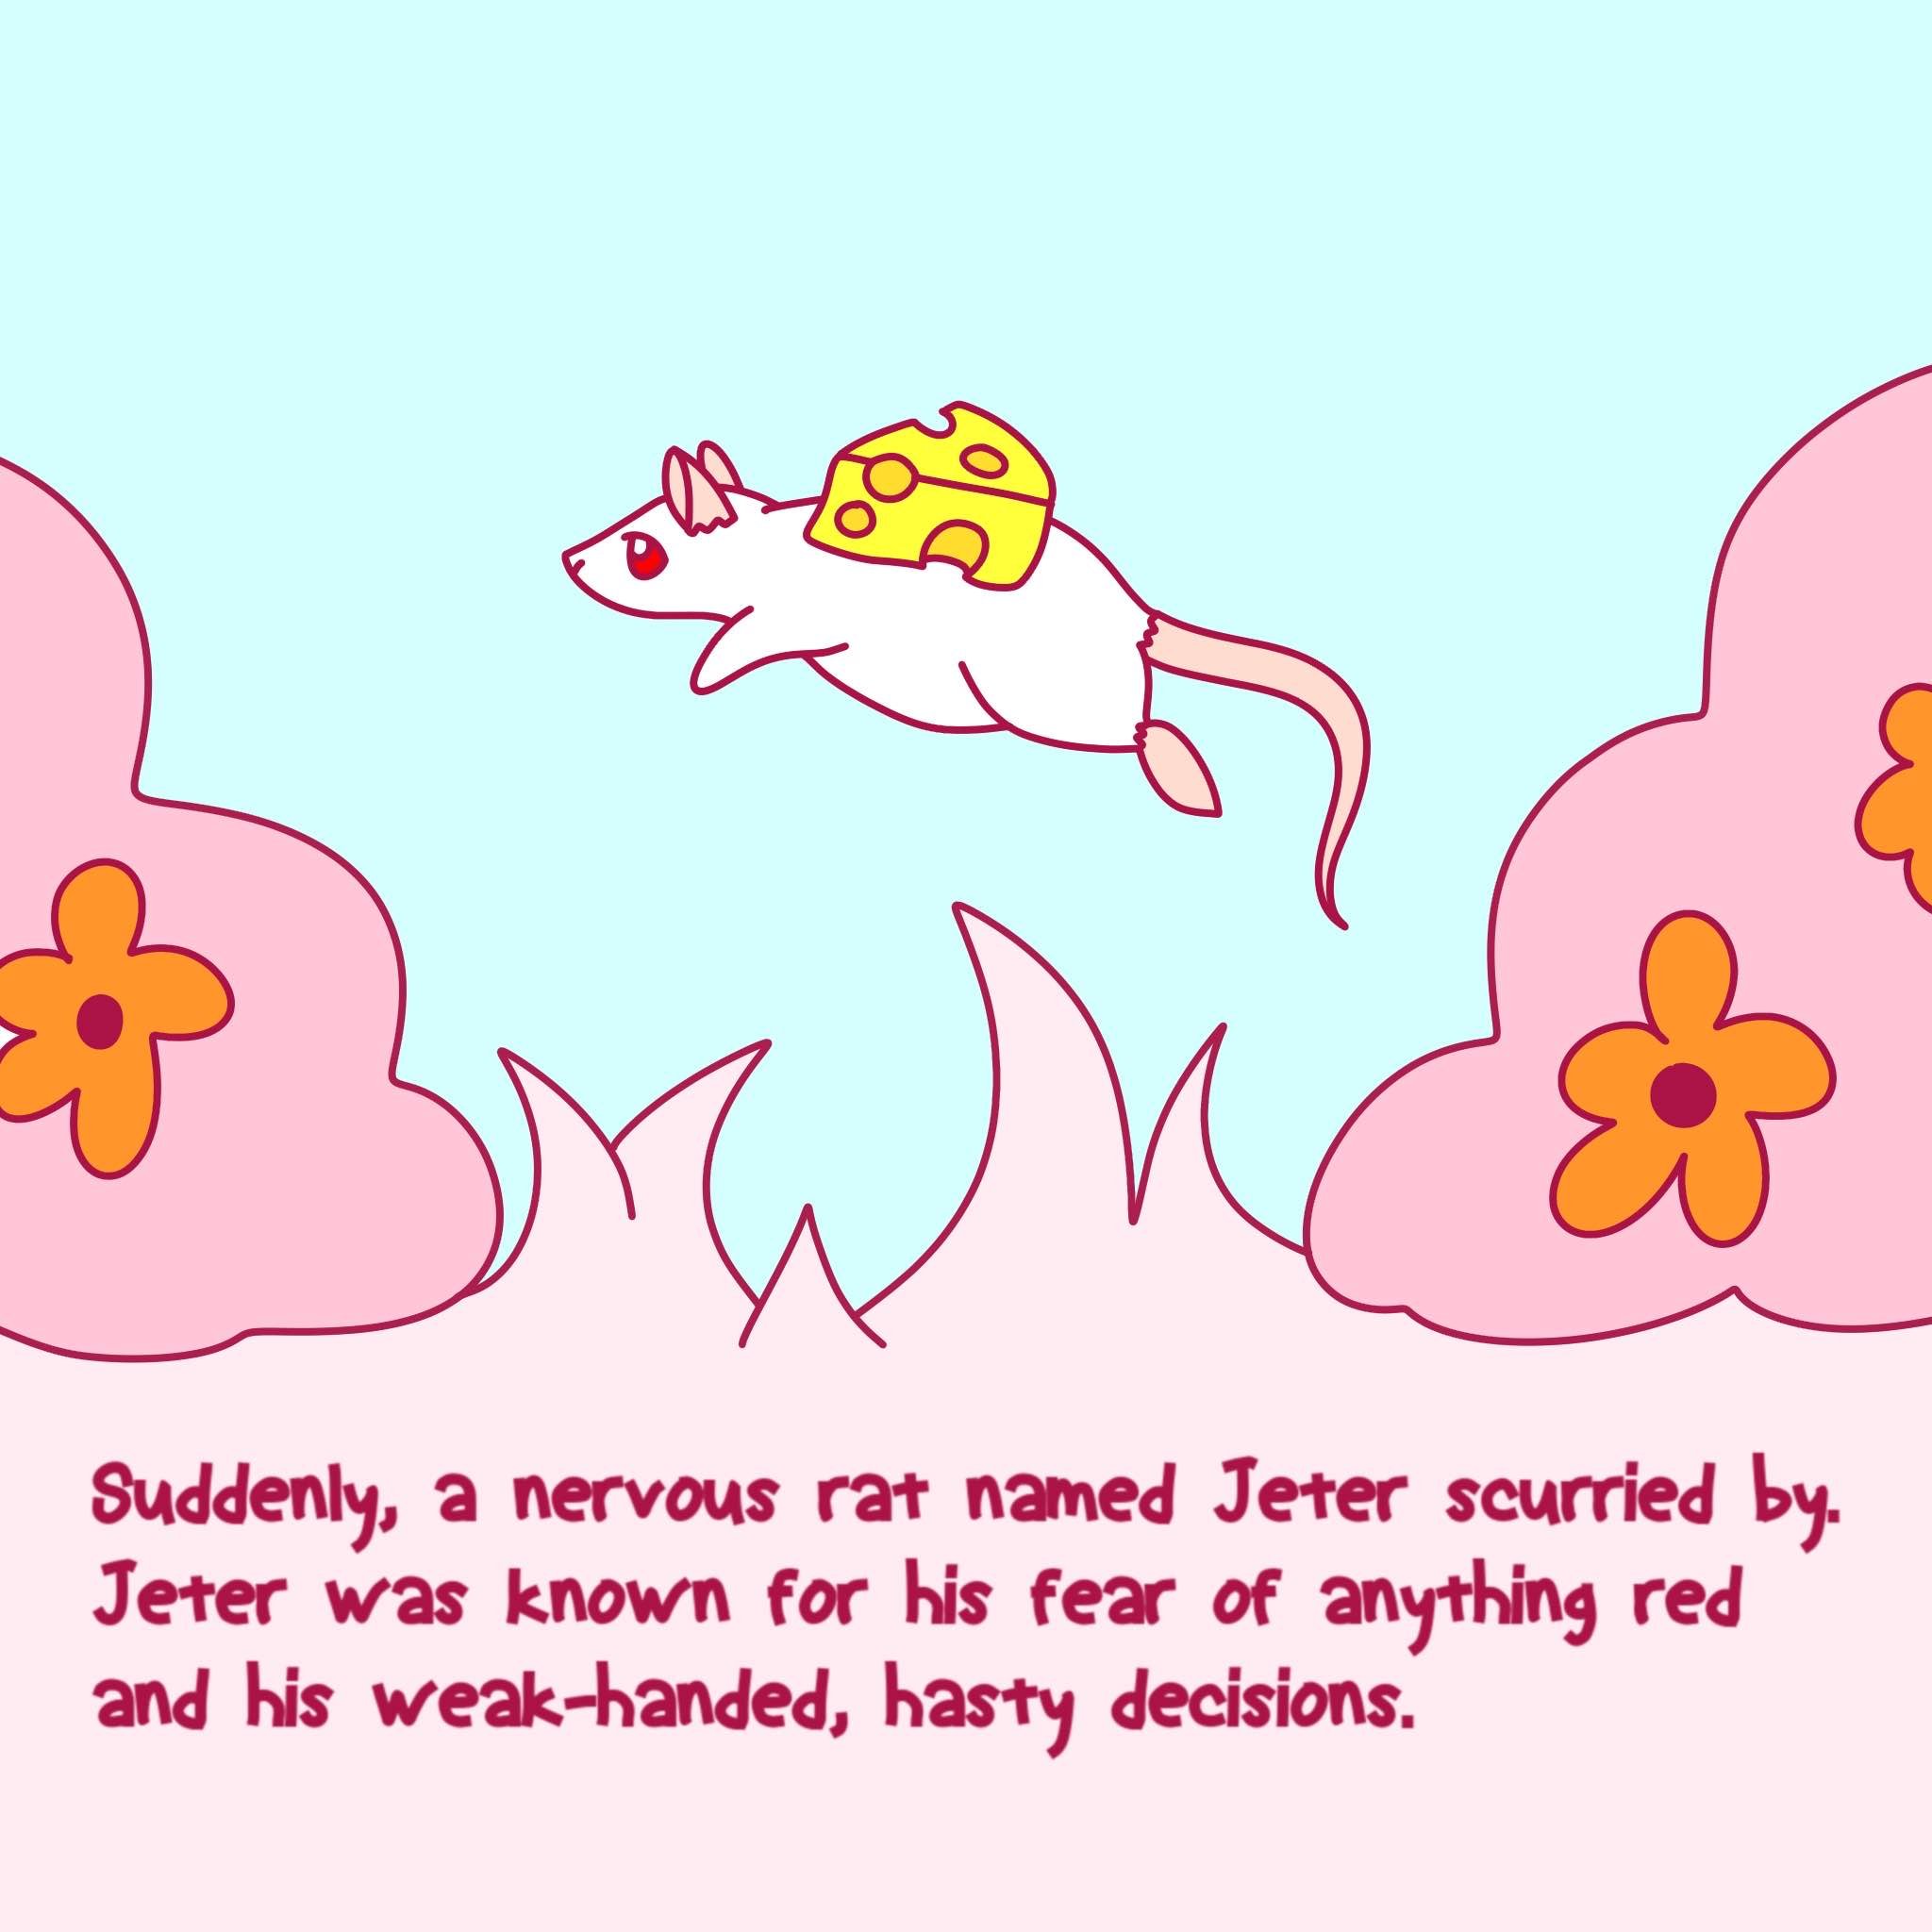 Suddenly, a nervous rat named Jeter scurried by.
Jeter was known for his fear of anything red
and his weak-handed, hasty decisions.